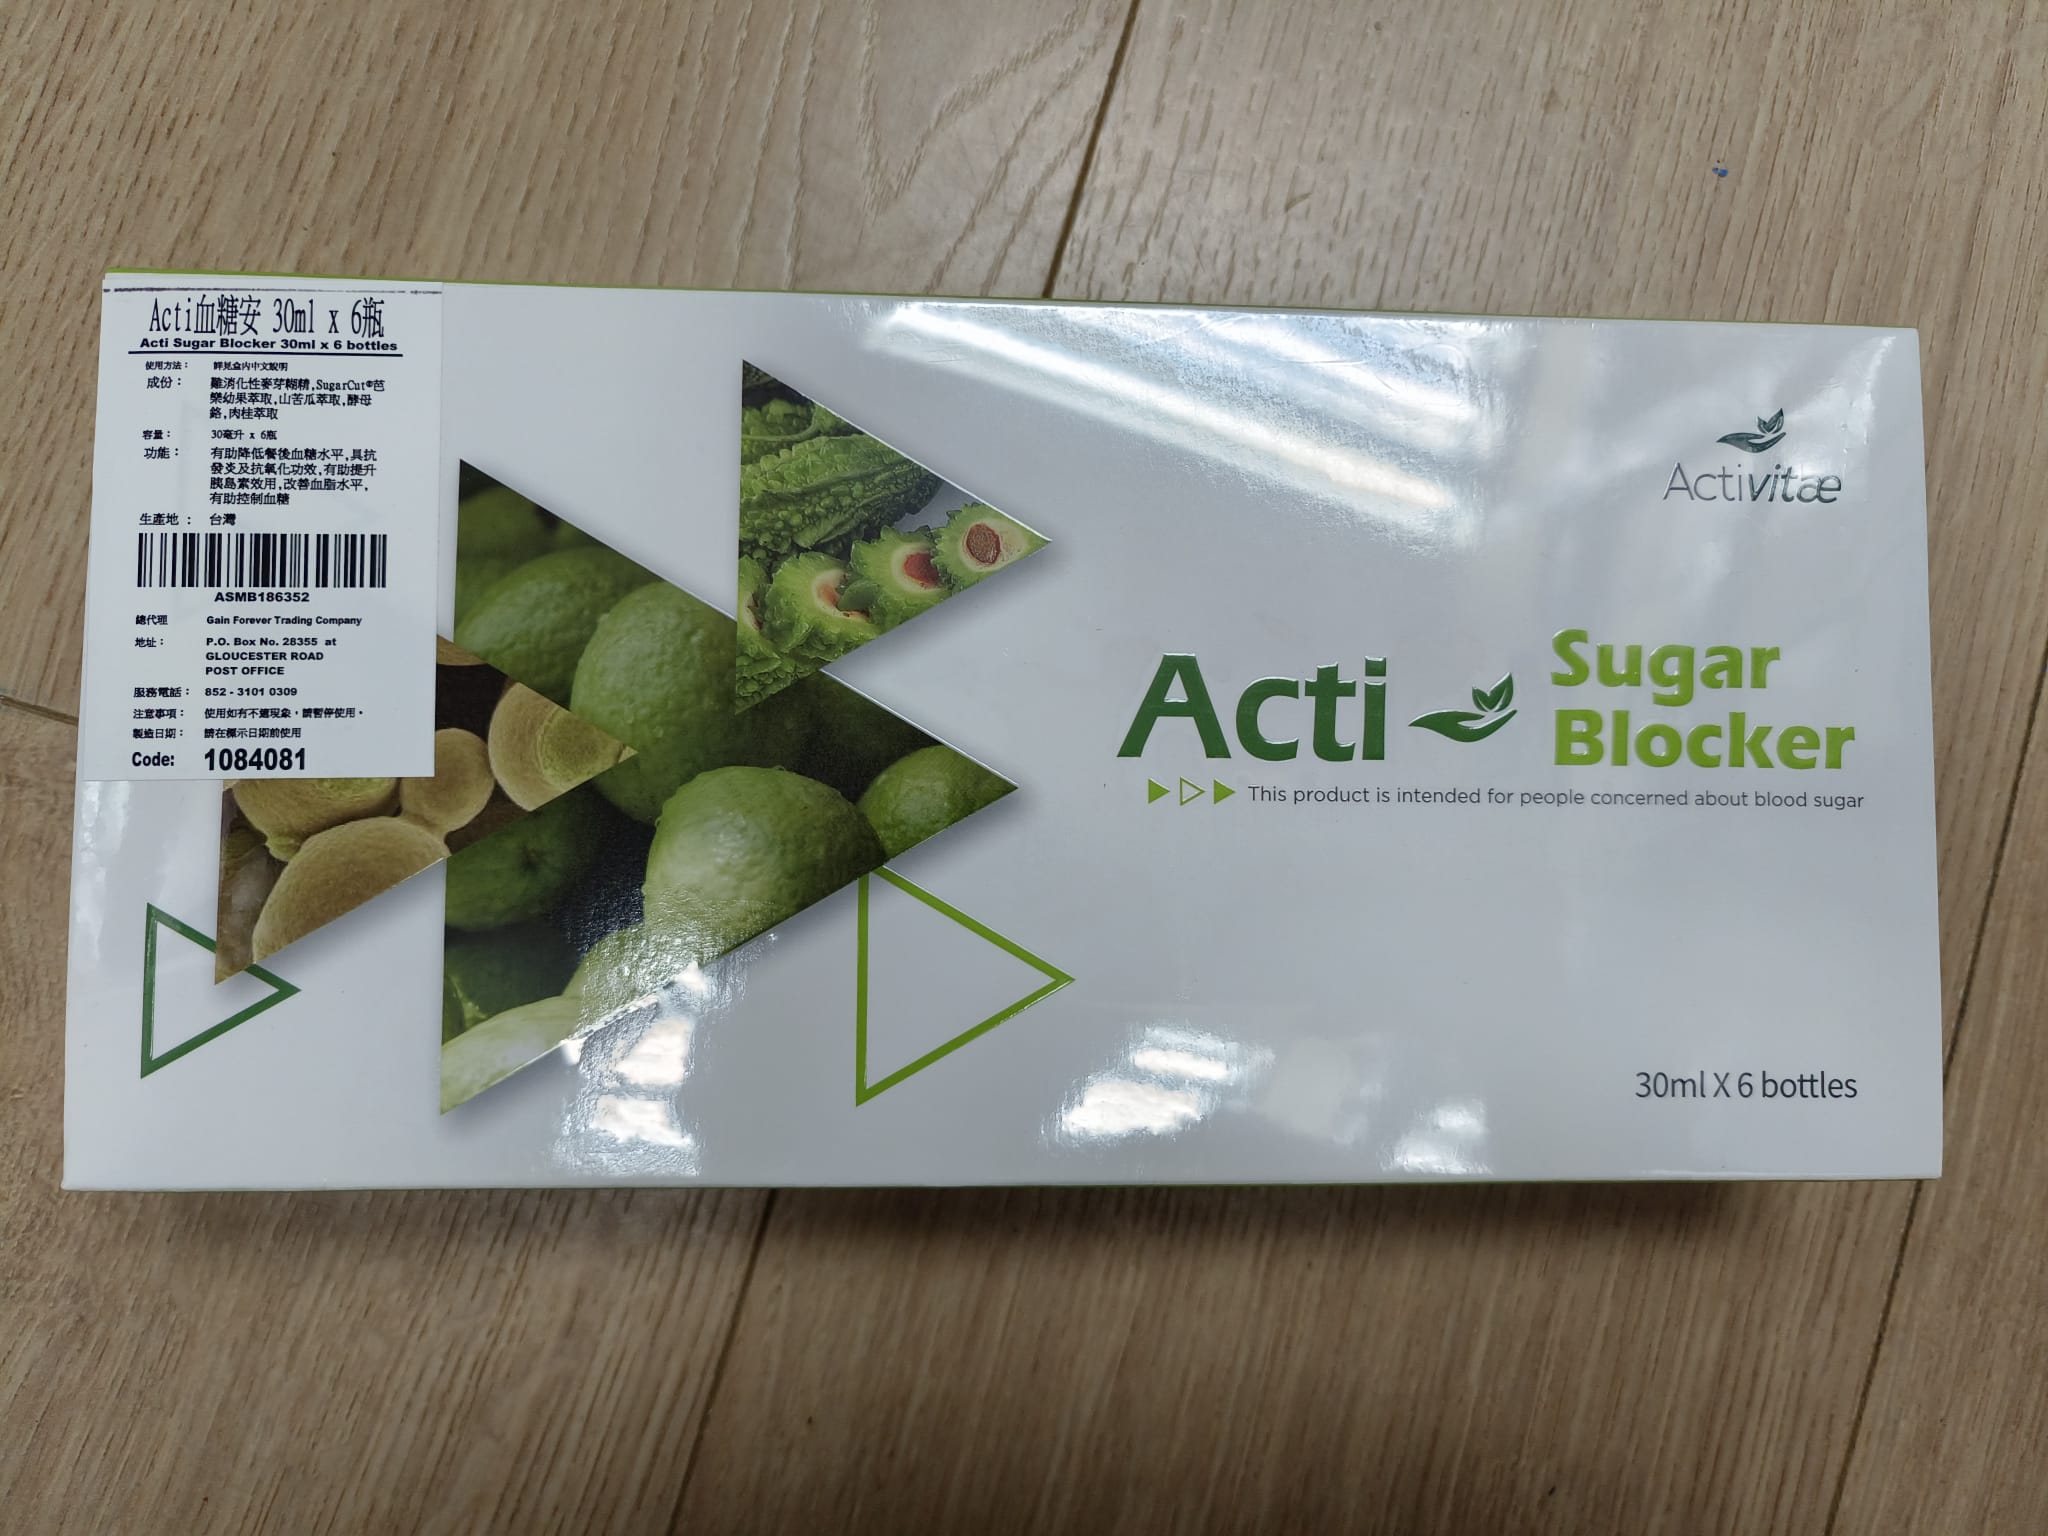 Acti血糖安 30ml x 6瓶
Acti Sugar Blocker 30ml x 6 bottles
使用方法： 詳見盒內中文說明
成份： 難消化性麥芽糊精,SugarCut®芭
樂幼果萃取,山苦瓜萃取,酵母
鉻,肉桂萃取
容量： 30毫升 x 6瓶
功能： 有助降低餐後血糖水平,具抗
發炎及抗氧化功效,有助提升
胰島素效用,改善血脂水平,
有助控制血糖
生產地： 台灣
ASMB186352
總代理 Gain Forever Trading Company
地址： P.O. Box No. 28355 at
GLOUCESTER ROAD
POST OFFICE
服務電話： 852 - 3101 0309
注意事項： 使用如有不適現象，請暫停使用。
製造日期： 請在標示日期前使用
Code: 1084081
Activitæ
Acti Sugar
Blocker
This product is intended for people concerned about blood sugar
30ml X 6 bottles